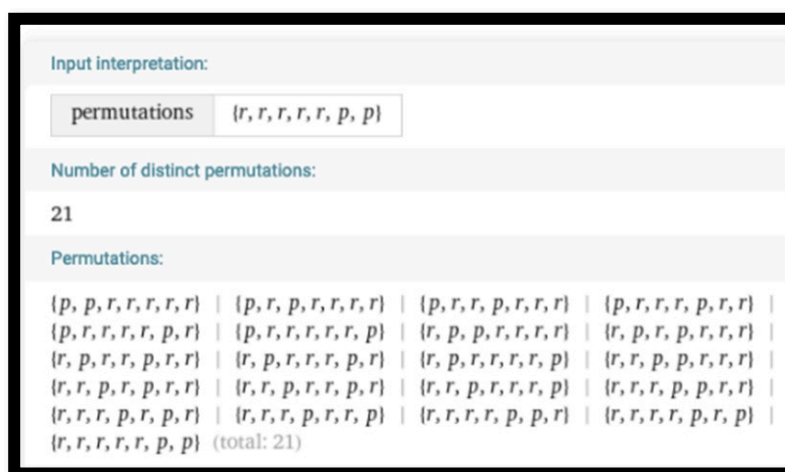 Input interpretation:
permutations {r, r, r, r, r, p, p}
Number of distinct permutations:
21
Permutations:
{p, p, r, r, r, r, r} | {p, r, p, r, r, r, r} | {p, r, r, p, r, r, r} | {p, r, r, r, p, r, r} |
{p, r, r, r, r, p, r} | {p, r, r, r, r, r, p} | {r, p, p, r, r, r, r} | {r, p, r, p, r, r, r} |
{r, p, r, r, p, r, r} | {r, p, r, r, r, p, r} | {r, p, r, r, r, r, p} | {r, r, p, p, r, r, r} |
{r, r, p, r, p, r, r} | {r, r, p, r, r, p, r} | {r, r, p, r, r, r, p} | {r, r, r, p, p, r, r} |
{r, r, r, p, r, p, r} | {r, r, r, p, r, r, p} | {r, r, r, r, p, p, r} | {r, r, r, r, p, r, p} |
{r, r, r, r, r, p, p} (total: 21)